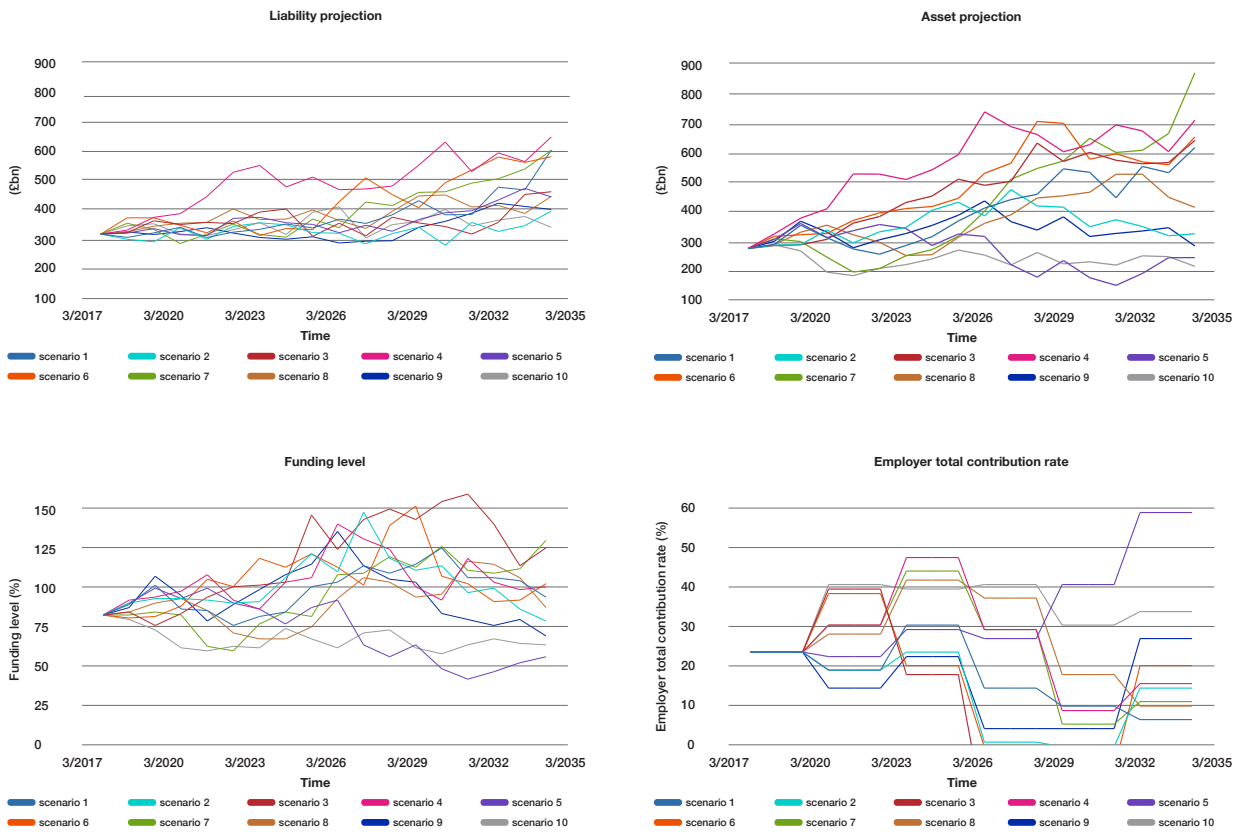 Liability projection
900
800
700
600
500
400
300
200
100
(£bn)
3/2017 3/2020 3/2023 3/2026 3/2029 3/2032 3/2035
Time
scenario 1 scenario 2 scenario 3 scenario 4 scenario 5
scenario 6 scenario 7 scenario 8 scenario 9 scenario 10
Asset projection
900
800
700
600
500
400
300
200
100
(£bn)
3/2017 3/2020 3/2023 3/2026 3/2029 3/2032 3/2035
Time
scenario 1 scenario 2 scenario 3 scenario 4 scenario 5
scenario 6 scenario 7 scenario 8 scenario 9 scenario 10
Funding level
150
125
100
75
50
25
0
Funding level (%)
3/2017 3/2020 3/2023 3/2026 3/2029 3/2032 3/2035
Time
scenario 1 scenario 2 scenario 3 scenario 4 scenario 5
scenario 6 scenario 7 scenario 8 scenario 9 scenario 10
Employer total contribution rate
60
50
40
30
20
10
0
Employer total contribution rate (%)
3/2017 3/2020 3/2023 3/2026 3/2029 3/2032 3/2035
Time
scenario 1 scenario 2 scenario 3 scenario 4 scenario 5
scenario 6 scenario 7 scenario 8 scenario 9 scenario 10